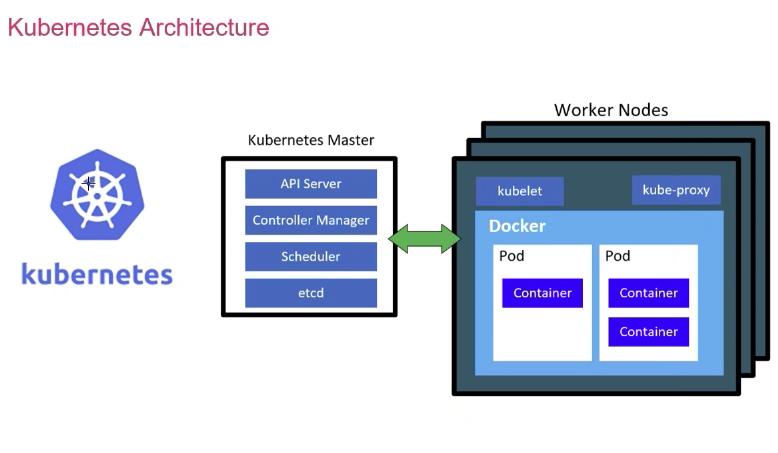 Kubernetes Architecture
kubernetes
Kubernetes Master
API Server
Controller Manager
Scheduler
etcd
Worker Nodes
kubelet
kube-proxy
Docker
Pod
Container
Pod
Container
Container